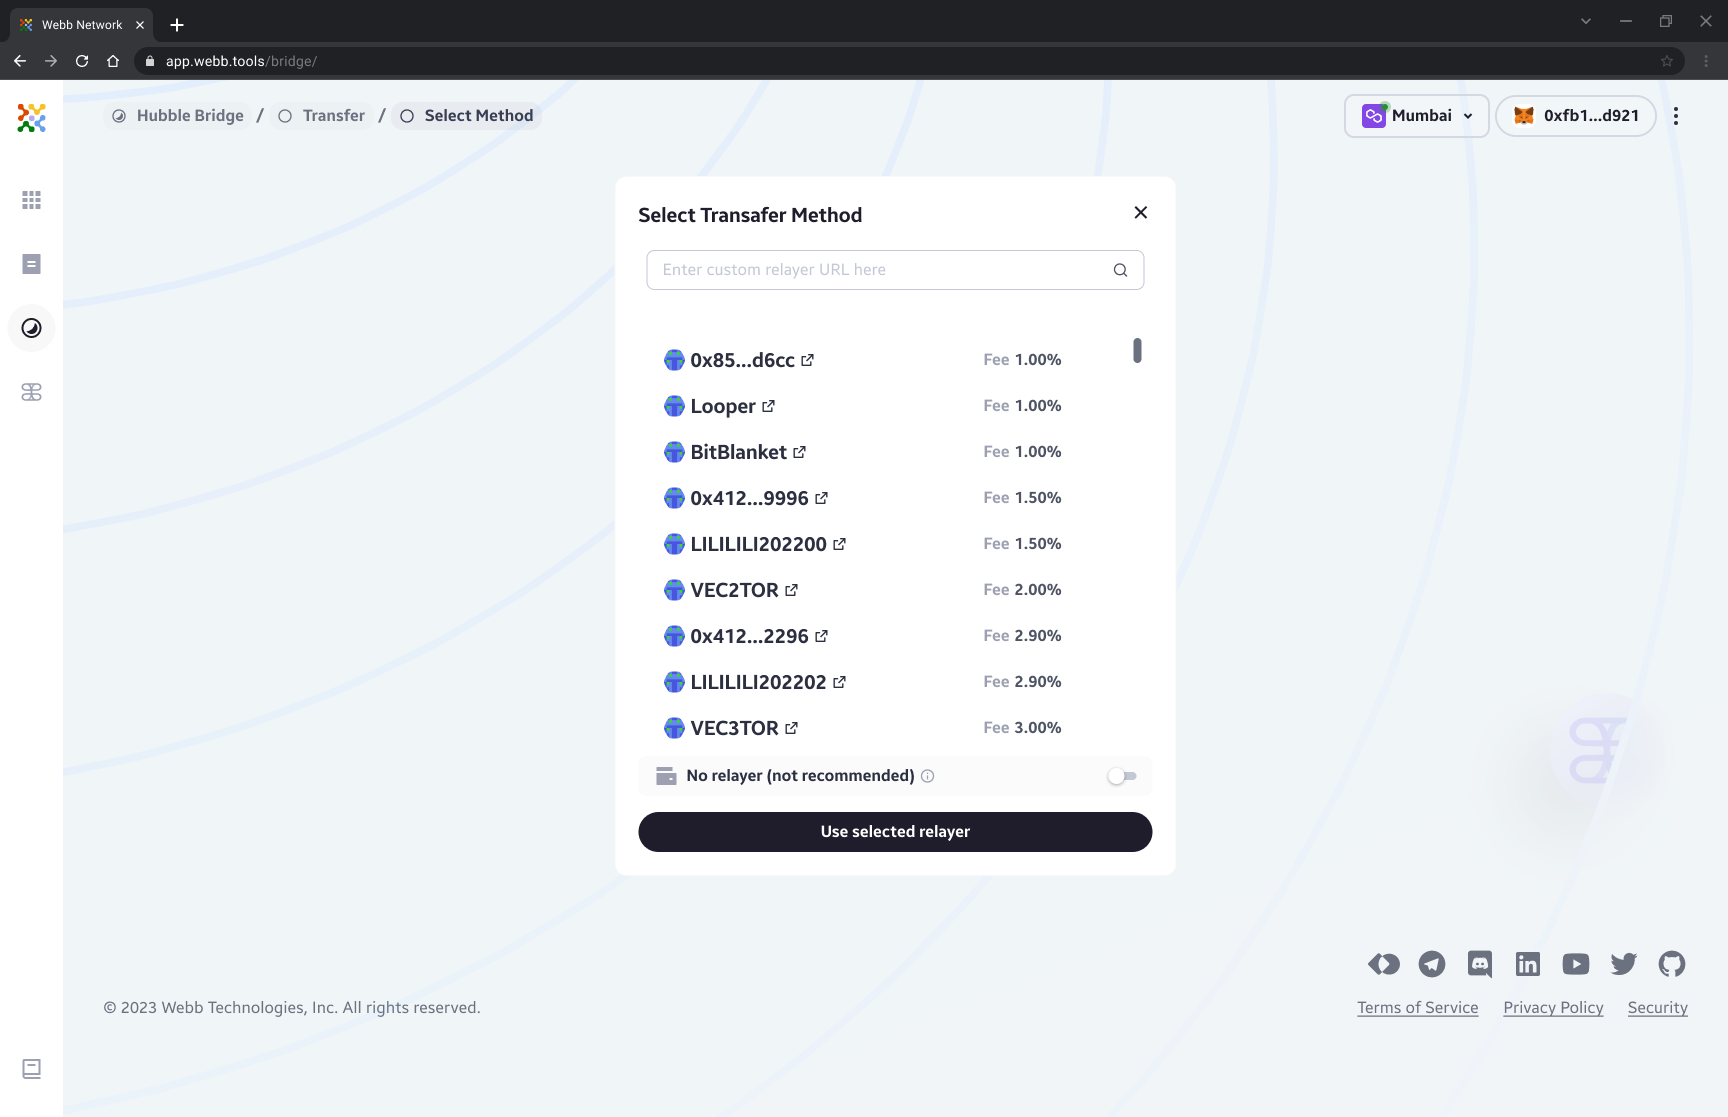 Webb Network
app.webb.tools/bridge/
Hubble Bridge / Transfer / Select Method
Mumbai
0xfb1...d921
Select Transafer Method
Enter custom relayer URL here
0x85...d6cc Fee 1.00%
Looper Fee 1.00%
BitBlanket Fee 1.00%
0x412...9996 Fee 1.50%
LILILILI202200 Fee 1.50%
VEC2TOR Fee 2.00%
0x412...2296 Fee 2.90%
LILILILI202202 Fee 2.90%
VEC3TOR Fee 3.00%
No relayer (not recommended)
Use selected relayer
© 2023 Webb Technologies, Inc. All rights reserved.
Terms of Service Privacy Policy Security